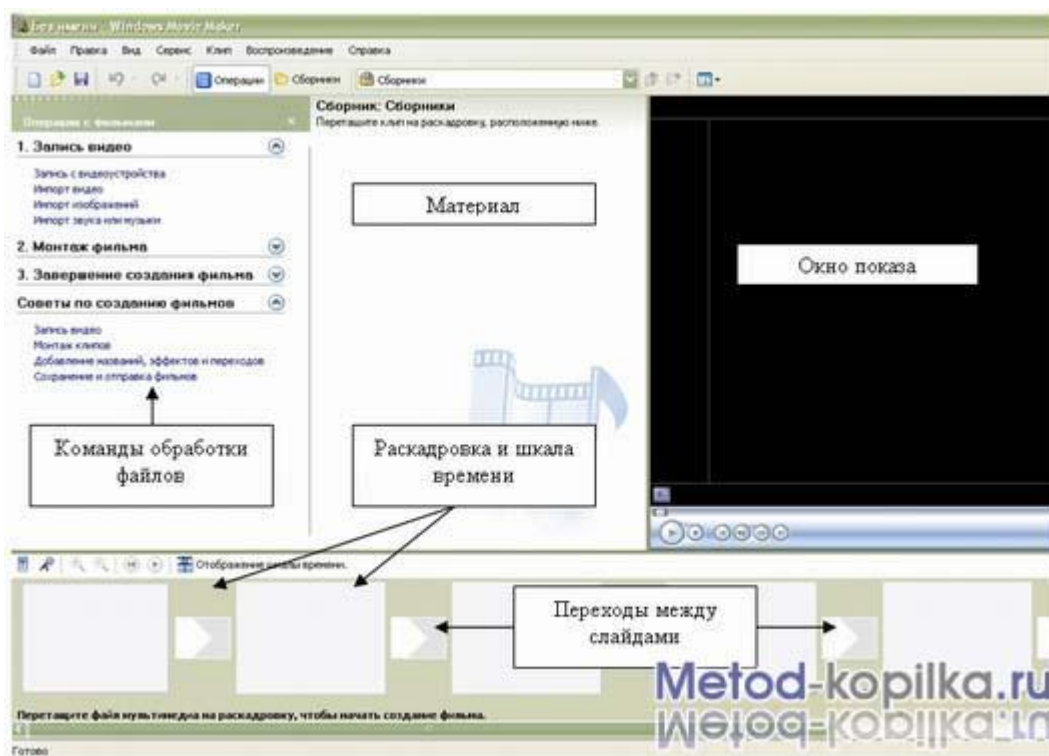 Без имени - Windows Movie Maker
Файл Правка Вид Сервис Клип Воспроизведение Справка
Операции Сборники Сборники
Операции с фильмами
1. Запись видео
Запись с видеоустройства
Импорт видео
Импорт изображений
Импорт звука или музыки
2. Монтаж фильма
3. Завершение создания фильма
Советы по созданию фильмов
Запись видео
Монтаж клипов
Добавление названий, эффектов и переходов
Сохранение и отправка фильмов
Команды обработки
файлов
Сборник: Сборники
Перетащите клип на раскадровку, расположенную ниже.
Материал
Раскадровка и шкала
времени
Окно показа
Отображение шкалы времени.
Переходы между
слайдами
Metod-kopilka.ru
Перетащите файл мультимедиа на раскадровку, чтобы начать создание фильма.
Готово